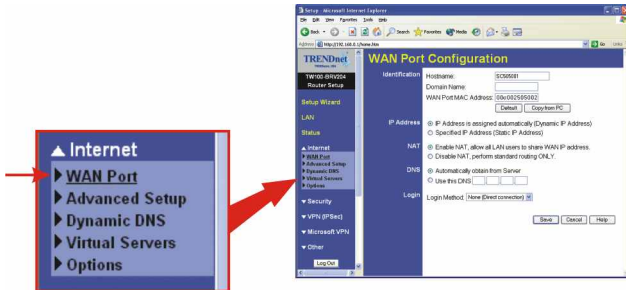 Internet
WAN Port
Advanced Setup
Dynamic DNS
Virtual Servers
Options
Setup - Microsoft Internet Explorer
File Edit View Favorites Tools Help
Back Search Favorites Media
Address http://192.168.0.1/home.htm Go Links
TRENDnet
TW100-BRV204
Router Setup
Setup Wizard
LAN
Status
Internet
WAN Port
Advanced Setup
Dynamic DNS
Virtual Servers
Options
Security
VPN (IPSec)
Microsoft VPN
Other
Log Out
WAN Port Configuration
Identification
Hostname: SC505001
Domain Name:
WAN Port MAC Address: 00c002505002
Default Copy from PC
IP Address
IP Address is assigned automatically (Dynamic IP Address)
Specified IP Address (Static IP Address)
NAT
Enable NAT, allow all LAN users to share WAN IP address.
Disable NAT, perform standard routing ONLY.
DNS
Automatically obtain from Server
Use this DNS
Login
Login Method: None (Direct connection)
Save Cancel Help